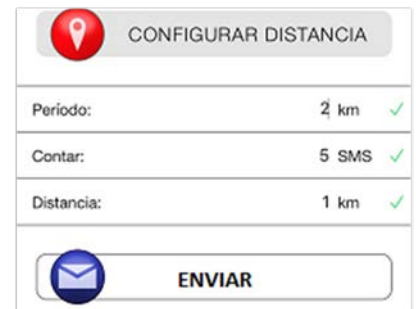 CONFIGURAR DISTANCIA
Período: 2 km
Contar: 5 SMS
Distancia: 1 km
ENVIAR